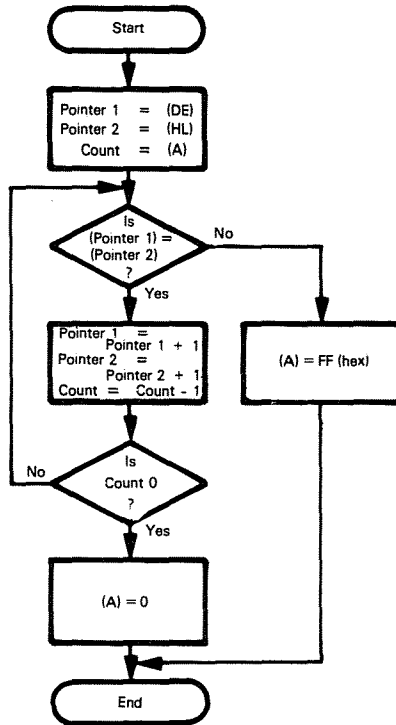 Start
Pointer 1 = (DE)
Pointer 2 = (HL)
Count = (A)
Is
(Pointer 1) =
(Pointer 2)
?
No
Yes
Pointer 1 =
Pointer 1 + 1
Pointer 2 =
Pointer 2 + 1
Count = Count - 1
(A) = FF (hex)
Is
Count 0
?
No
Yes
(A) = 0
End